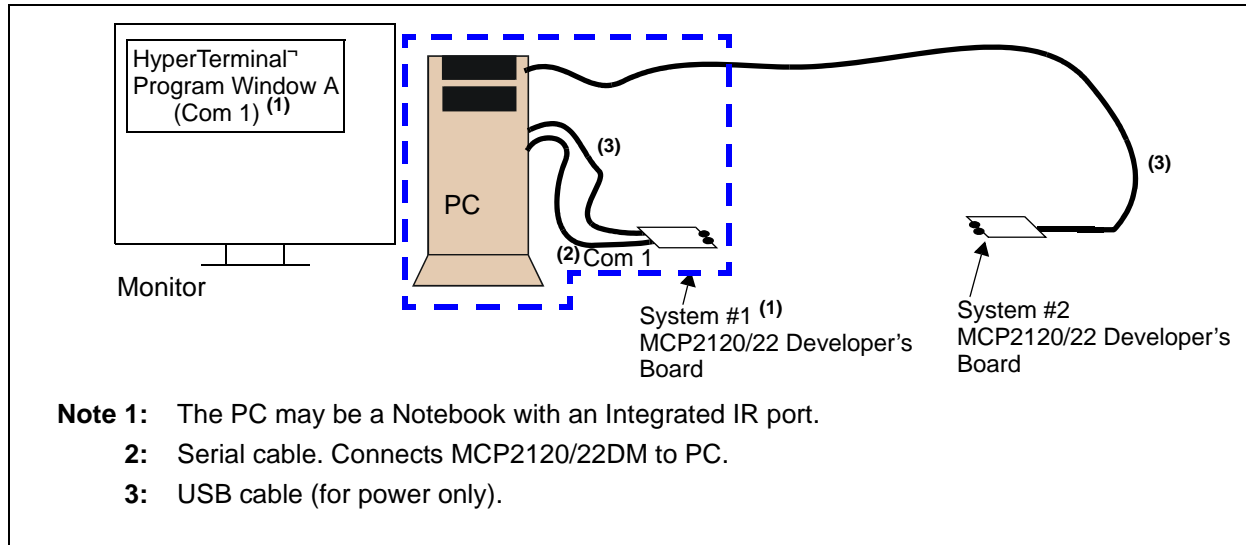 HyperTerminal¬
Program Window A
(Com 1) (1)
PC
(3)
(2) Com 1
(3)
Monitor
System #1 (1)
MCP2120/22 Developer’s
Board
System #2
MCP2120/22 Developer’s
Board
Note 1: The PC may be a Notebook with an Integrated IR port.
2: Serial cable. Connects MCP2120/22DM to PC.
3: USB cable (for power only).